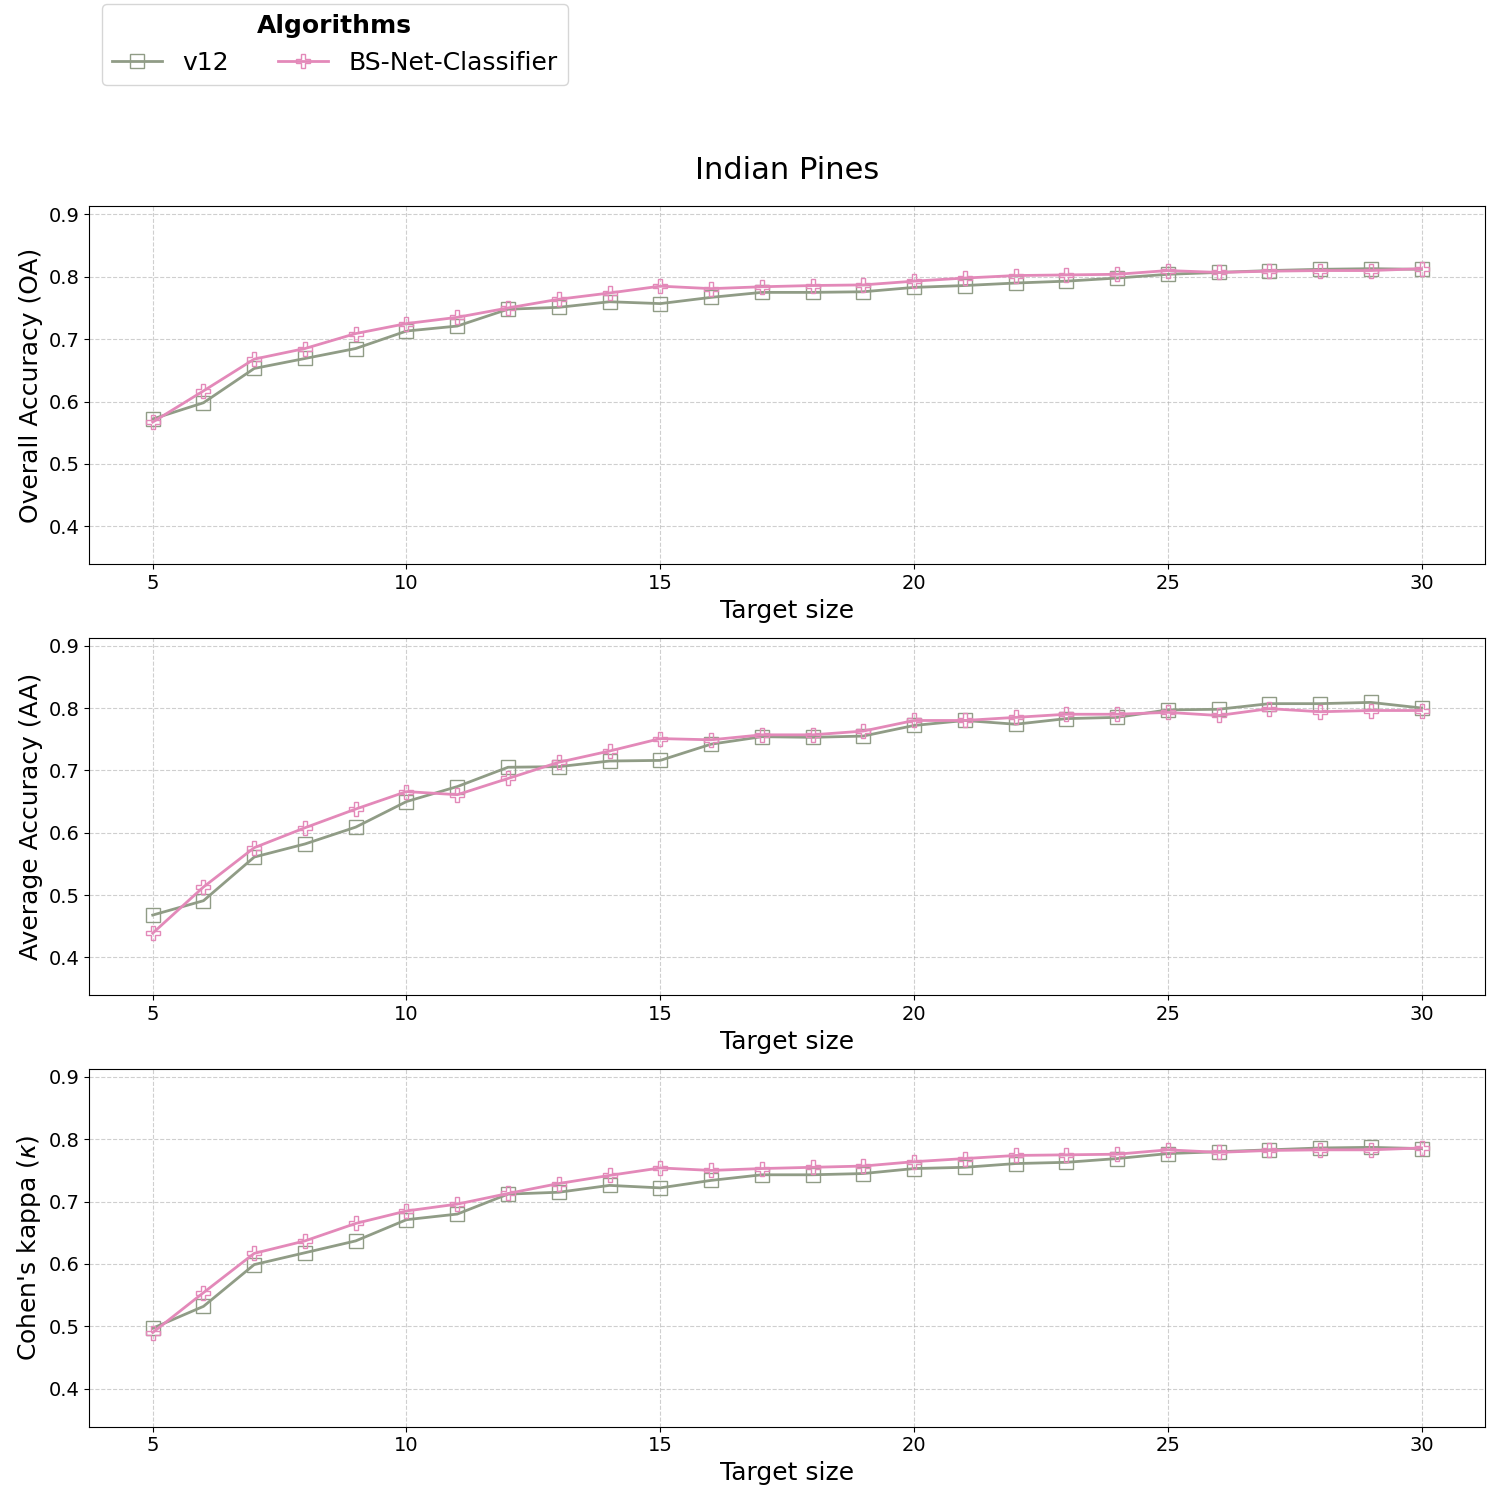 Algorithms
v12 BS-Net-Classifier
Indian Pines
Overall Accuracy (OA)
0.9
0.8
0.7
0.6
0.5
0.4
5 10 15 20 25 30
Target size
Average Accuracy (AA)
0.9
0.8
0.7
0.6
0.5
0.4
5 10 15 20 25 30
Target size
Cohen's kappa (κ)
0.9
0.8
0.7
0.6
0.5
0.4
5 10 15 20 25 30
Target size